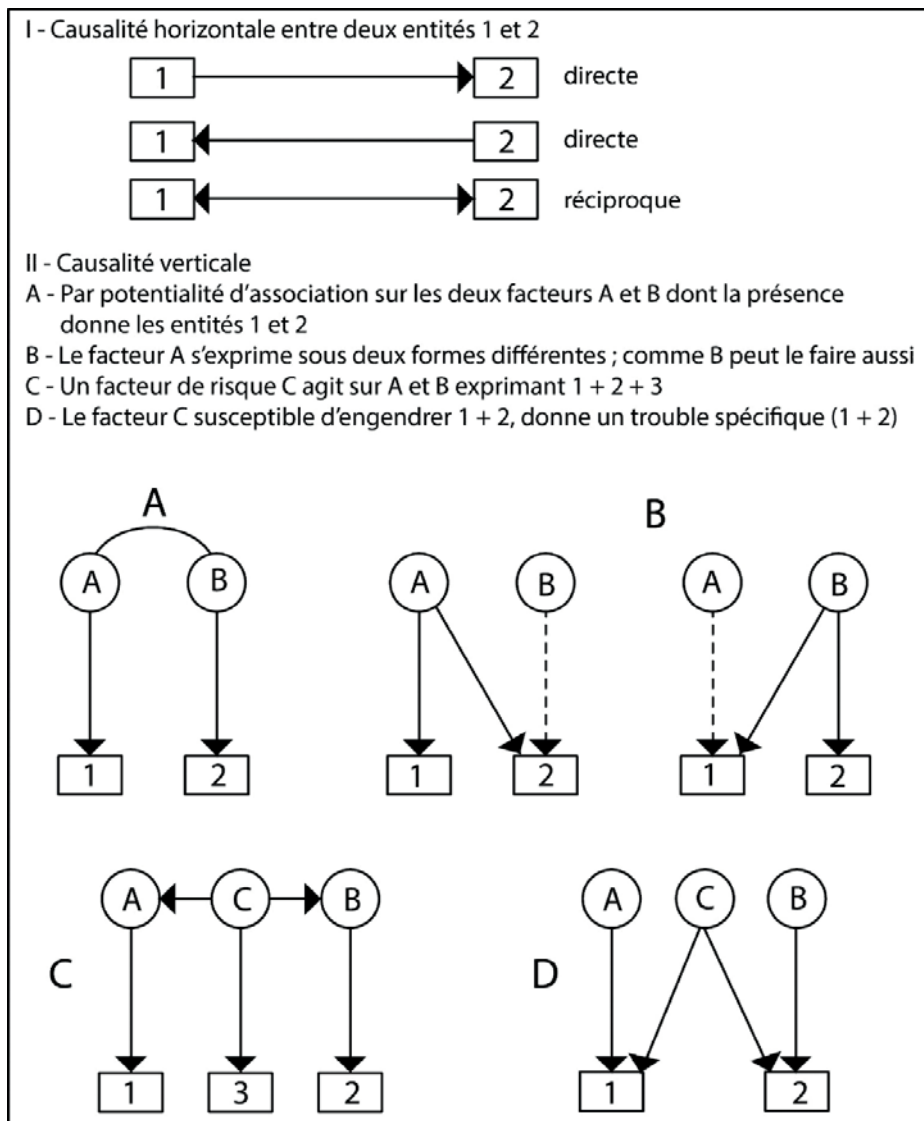 I - Causalité horizontale entre deux entités 1 et 2
1 2 directe
1 2 directe
1 2 réciproque
II - Causalité verticale
A - Par potentialité d’association sur les deux facteurs A et B dont la présence
donne les entités 1 et 2
B - Le facteur A s’exprime sous deux formes différentes ; comme B peut le faire aussi
C - Un facteur de risque C agit sur A et B exprimant 1 + 2 + 3
D - Le facteur C susceptible d’engendrer 1 + 2, donne un trouble spécifique (1 + 2)
A
A B
1 2
B
A B A B
1 2 1 2
C
A C B
1 3 2
D
A C B
1 2